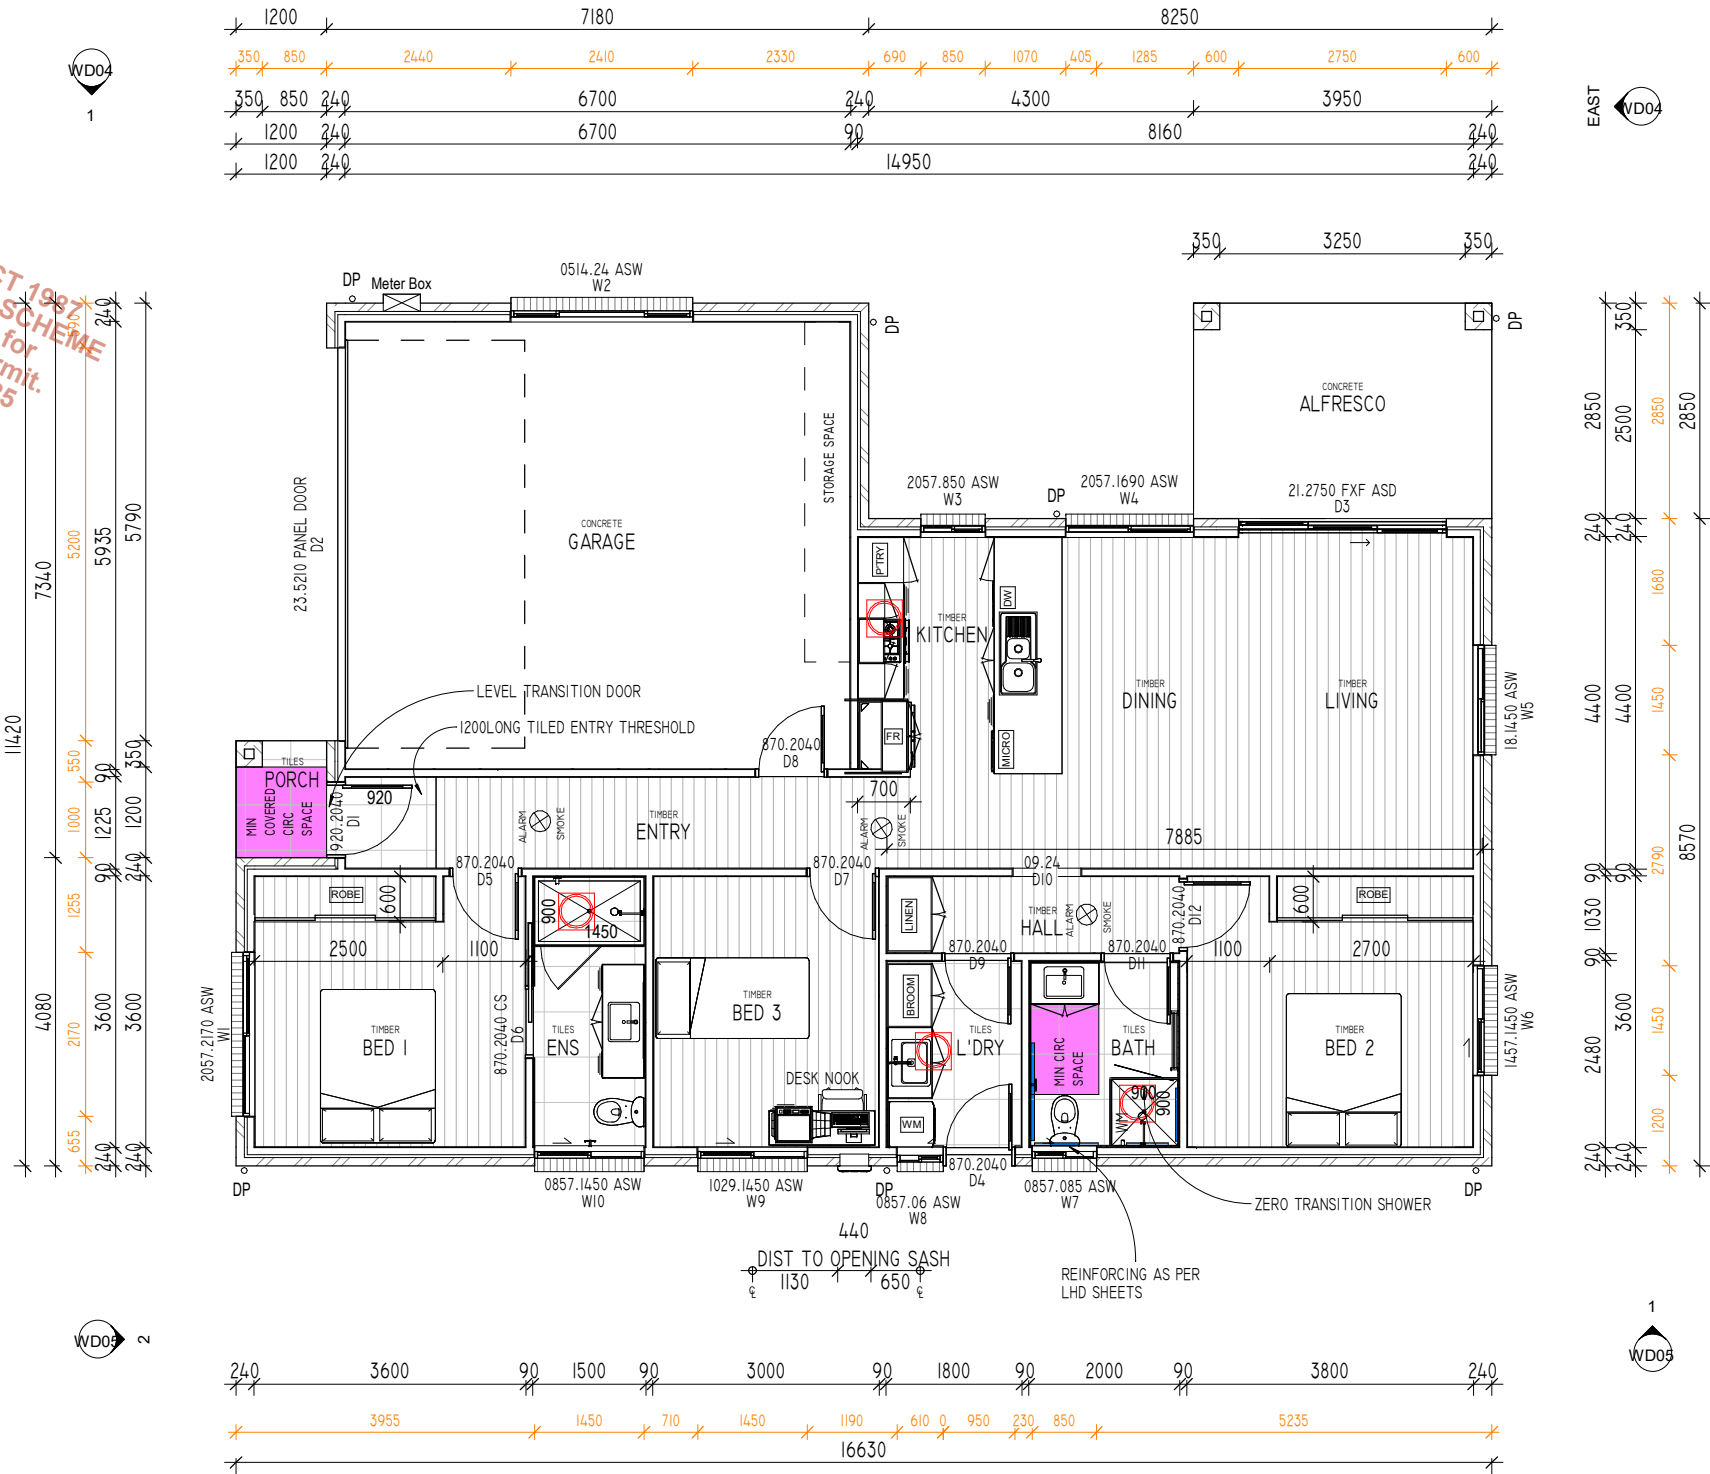 1200 7180 8250
350 850 2440 2410 2330 690 850 1070 405 1285 600 2750 600
350 850 240 6700 240 4300 3950
1200 240 6700 90 8160 240
1200 240 14950 240
WD04
1
EAST
WD04
350 3250 350
CT 1987
SCHEME
for
rmit.
DP
Meter Box
0514.24 ASW
W2
DP
DP
CONCRETE
GARAGE
STORAGE SPACE
23.5210 PANEL DOOR
D2
CONCRETE
ALFRESCO
2057.850 ASW
W3
DP
2057.1690 ASW
W4
21.2750 FXF ASD
D3
P'TRY
TIMBER
KITCHEN
DW
MICRO
FR
TIMBER
DINING
TIMBER
LIVING
18.1450 ASW
W5
LEVEL TRANSITION DOOR
1200LONG TILED ENTRY THRESHOLD
870.2040
D8
700
TILES
PORCH
MIN
COVERED
CIRC
SPACE
920.2040
D1
920
ALARM
SMOKE
TIMBER
ENTRY
ALARM
SMOKE
7885
870.2040
D5
870.2040
D7
09.24
D10
ROBE
600
900
1450
LINEN
TIMBER
HALL
ALARM
SMOKE
870.2040
D12
600
ROBE
2500 1100
870.2040
D9
870.2040
D11
1100 2700
2057.2170 ASW
W1
TIMBER
BED 1
870.2040 CS
D6
TILES
ENS
TIMBER
BED 3
DESK NOOK
BROOM
TILES
L'DRY
WM
MIN CIRC
SPACE
TILES
BATH
900
900
WM
TIMBER
BED 2
1457.1450 ASW
W6
DP
0857.1450 ASW
W10
1029.1450 ASW
W9
DP
0857.06 ASW
W8
870.2040
D4
0857.085 ASW
W7
ZERO TRANSITION SHOWER
DP
REINFORCING AS PER
LHD SHEETS
440
DIST TO OPENING SASH
1130 650
11420
7340 4080
590 5200 550 1000 1255 2170 655
240 5935 90 1225 90 3600 240
5790 350 1200 240 3600 240
2850 240 4400 90 1030 90 2480 240
350 2500 240 4400 90 3600 240
2850 1680 1450 2790 1450 1200
2850 8570
WD05
2
1
WD05
240 3600 90 1500 90 3000 90 1800 90 2000 90 3800 240
3955 1450 710 1450 1190 610 0 950 230 850 5235
16630